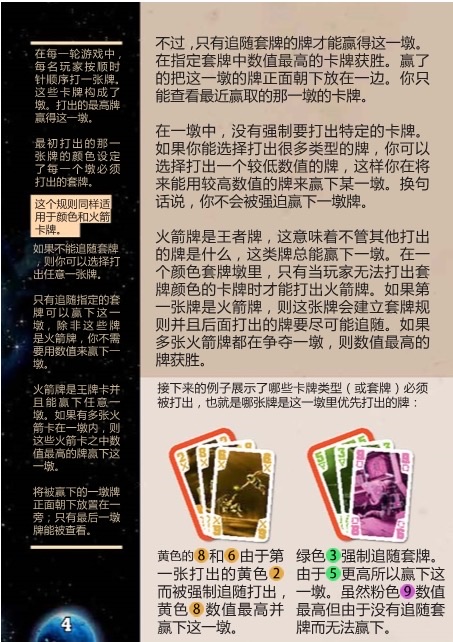 在每一轮游戏中，
每名玩家按顺时
针顺序打一张牌。
这些卡牌构成了
墩。打出的最高牌
赢得这一墩。
最初打出的那一
张牌的颜色设定
了每一个墩必须
打出的套牌。
这个规则同样适
用于颜色和火箭
卡牌。
如果不能追随套牌
，则你可以选择打
出任意一张牌。
只有追随指定的套
牌可以赢下这一
墩，除非这些牌
是火箭牌，你不需
要用数值来赢下一
墩。
火箭牌是王牌卡并
且能赢下任意一
墩。如果有多张火
箭卡在一墩内，则
这些火箭卡之中数
值最高的牌赢下这
一墩。
将被赢下的一墩牌
正面朝下放置在一
旁；只有最后一墩
牌能被查看。
4
不过，只有追随套牌的牌才能赢得这一墩。
在指定套牌中数值最高的卡牌获胜。赢了
的把这一墩的牌正面朝下放在一边。你只
能查看最近赢取的那一墩的卡牌。
在一墩中，没有强制要打出特定的卡牌。
如果你能选择打出很多类型的牌，你可以
选择打出一个较低数值的牌，这样你在将
来能用较高数值的牌来赢下某一墩。换句
话说，你不会被强迫赢下一墩牌。
火箭牌是王者牌，这意味着不管其他打出
的牌是什么，这类牌总能赢下一墩。在一
个颜色套牌墩里，只有当玩家无法打出套
牌颜色的卡牌时才能打出火箭牌。如果第
一张牌是火箭牌，则这张牌会建立套牌规
则并且后面打出的牌要尽可能追随。如果
多张火箭牌都在争夺一墩，则数值最高的
牌获胜。
接下来的例子展示了哪些卡牌类型（或套牌）必须
被打出，也就是哪张牌是这一墩里优先打出的牌：
2 6 8 8
5 3 9 9
黄色的8和6由于第
一张打出的黄色2
而被强制追随打出，
黄色8数值最高并
赢下这一墩。
绿色3强制追随套牌。
由于5更高所以赢下这
一墩。虽然粉色9数值
最高但由于没有追随套
牌而无法赢下。